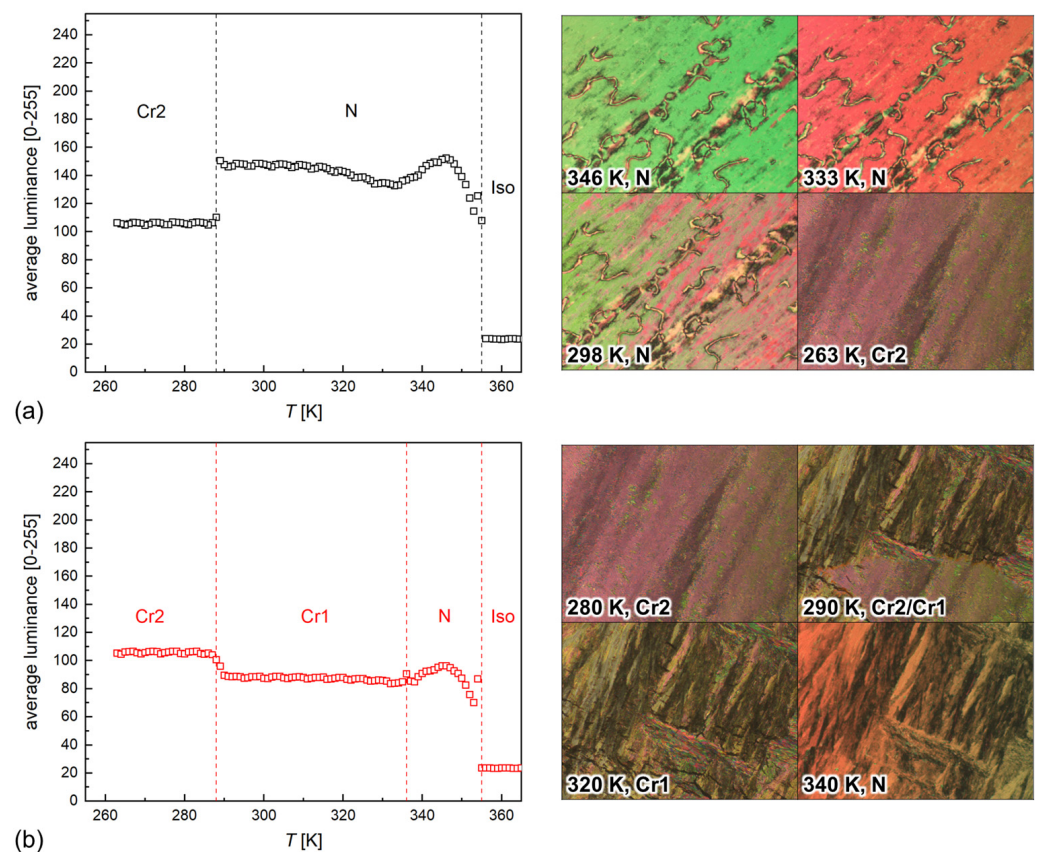 240
220
200
180
160
140
120
100
80
60
40
20
0
average luminance [0-255]
Cr2
N
Iso
260 280 300 320 340 360
T [K]
(a)
346 K, N
333 K, N
298 K, N
263 K, Cr2
240
220
200
180
160
140
120
100
80
60
40
20
0
average luminance [0-255]
Cr2
Cr1
N
Iso
260 280 300 320 340 360
T [K]
(b)
280 K, Cr2
290 K, Cr2/Cr1
320 K, Cr1
340 K, N